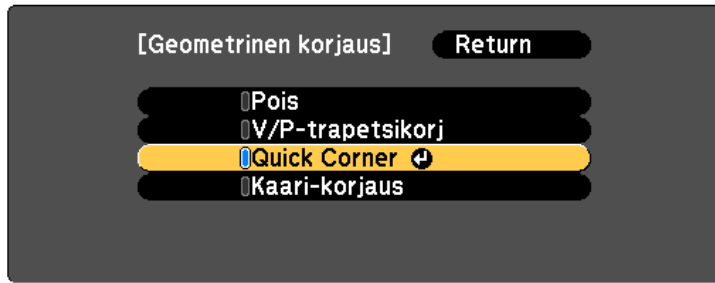 [Geometrinen korjaus] Return
Pois
V/P-trapetsikorj
Quick Corner
Kaari-korjaus